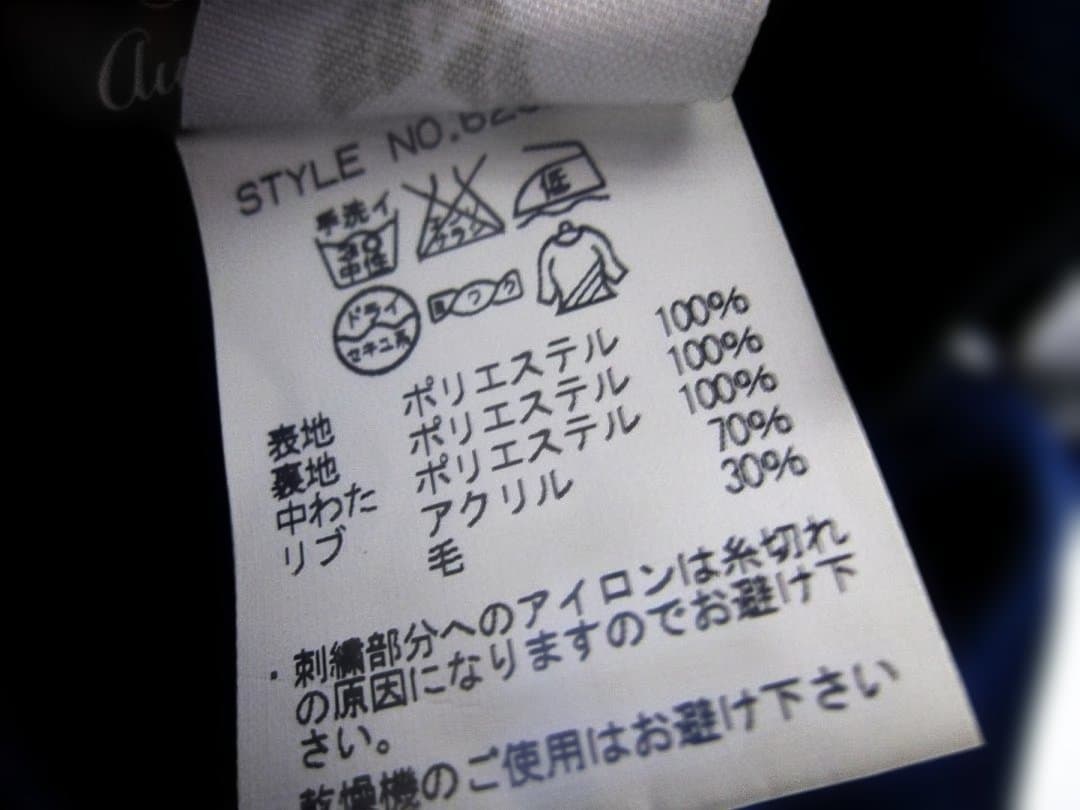 Au
STYLE NO.62
手洗イ
中性
エンソ
サラシ
低
ドライ
セキユ系
ヨワク
表地 ポリエステル 100%
裏地 ポリエステル 100%
中わた ポリエステル 100%
リブ アクリル 70%
毛 30%
・刺繍部分へのアイロンは糸切れ
の原因になりますのでお避け下
さい。
乾燥機のご使用はお避け下さい